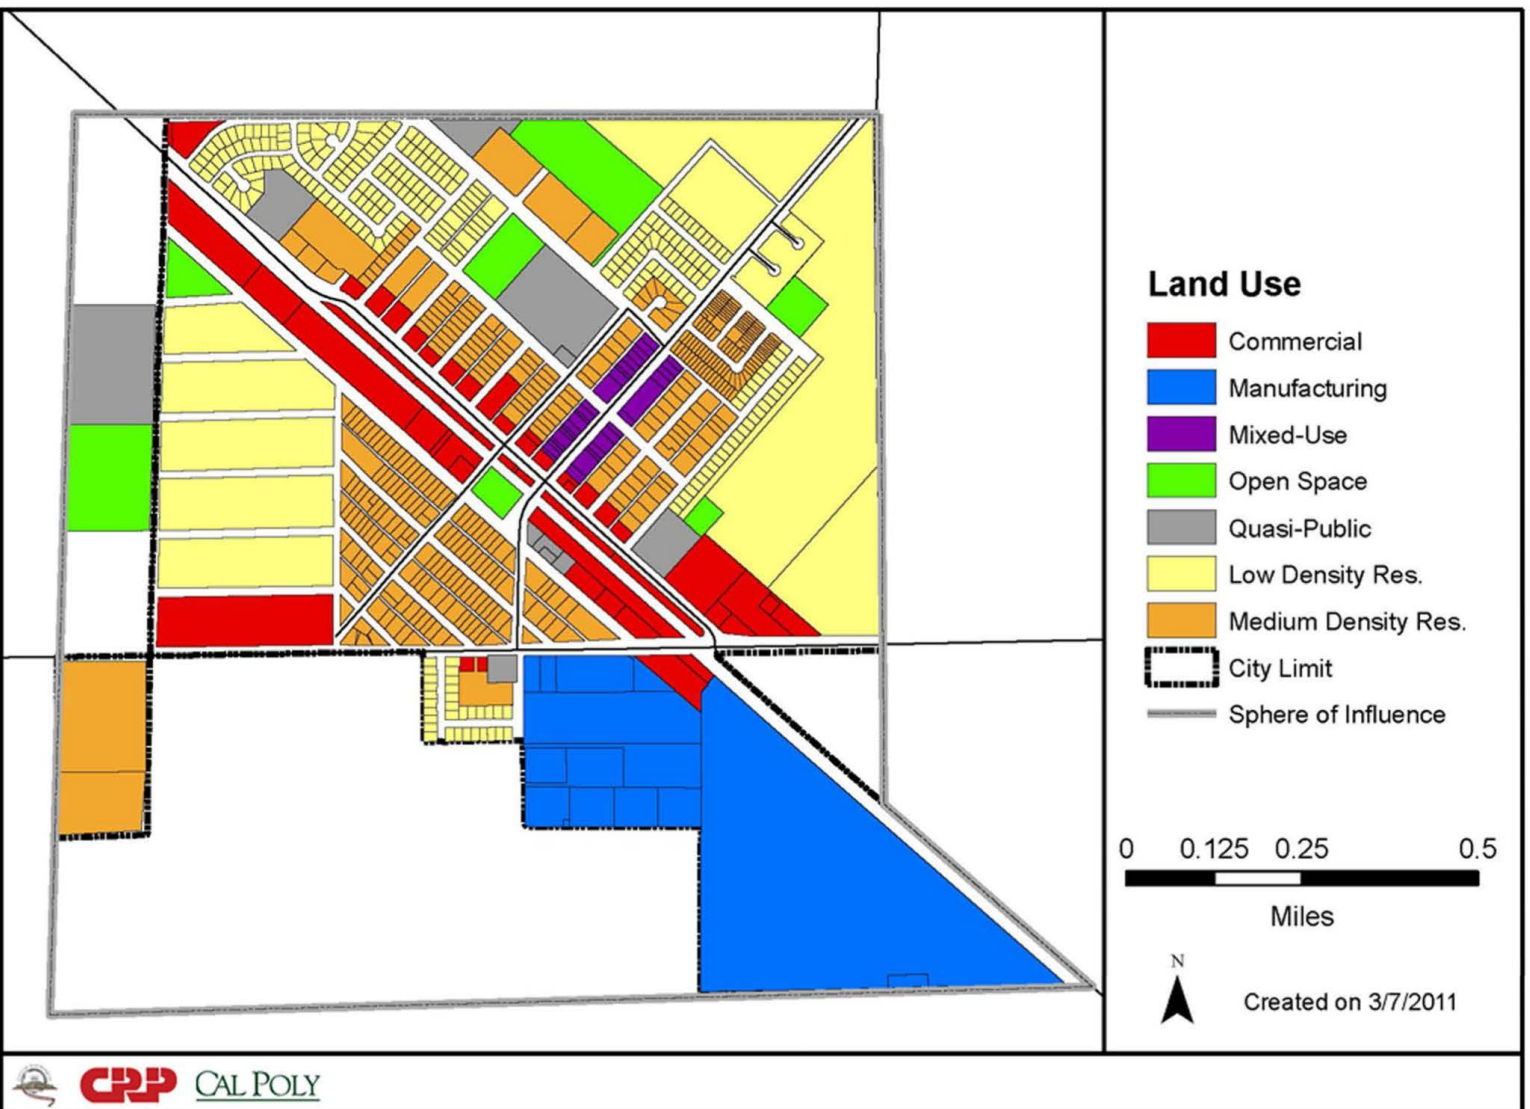 Land Use
Commercial
Manufacturing
Mixed-Use
Open Space
Quasi-Public
Low Density Res.
Medium Density Res.
City Limit
Sphere of Influence
0 0.125 0.25 0.5
Miles
N
Created on 3/7/2011
CRP CAL POLY